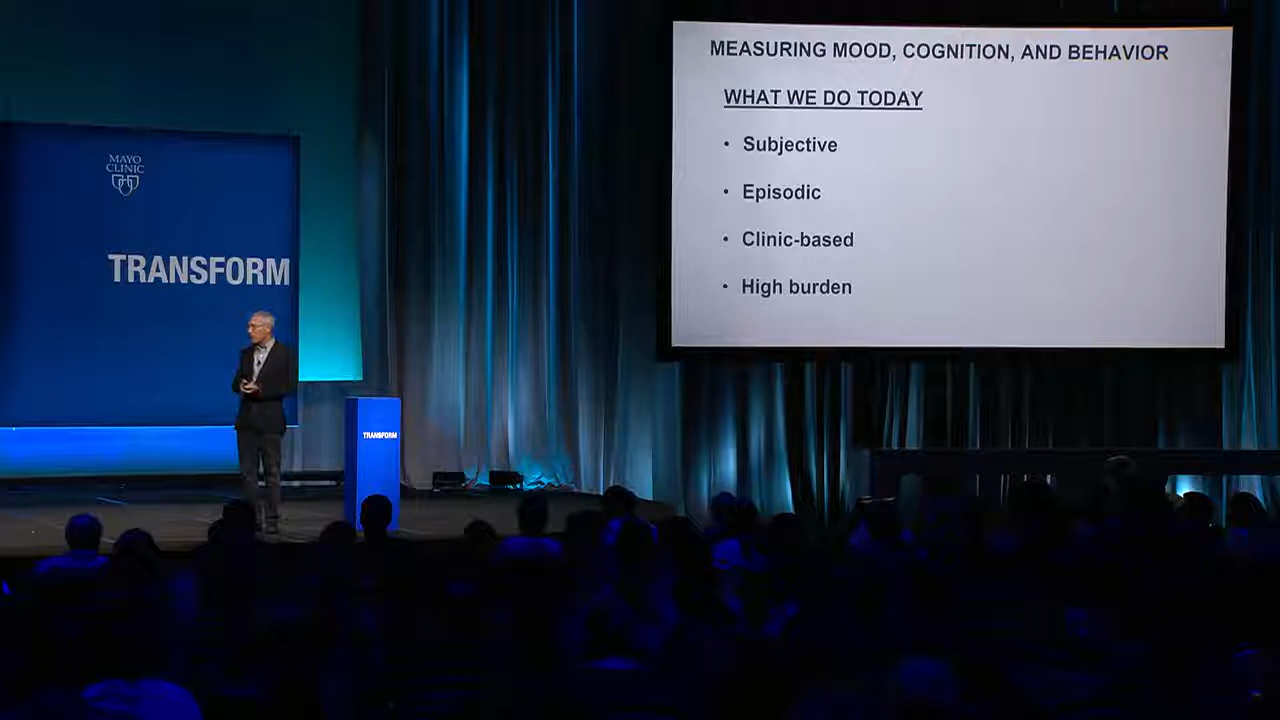 MAYO
CLINIC
TRANSFORM
TRANSFORM
MEASURING MOOD, COGNITION, AND BEHAVIOR
WHAT WE DO TODAY
• Subjective
• Episodic
• Clinic-based
• High burden